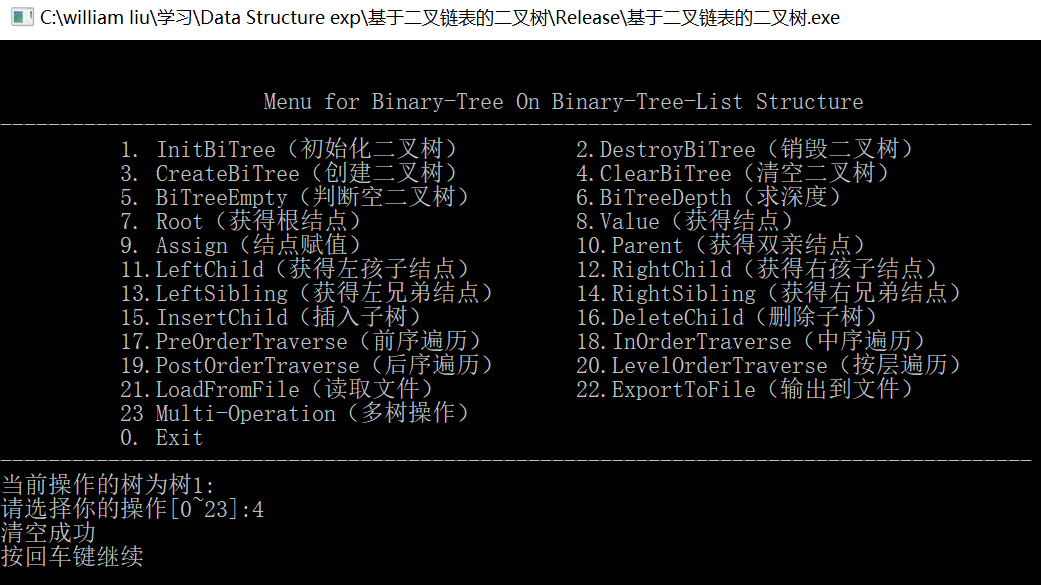 C:\william liu\学习\Data Structure exp\基于二叉链表的二叉树\Release\基于二叉链表的二叉树.exe
Menu for Binary-Tree On Binary-Tree-List Structure
1. InitBiTree（初始化二叉树） 2.DestroyBiTree（销毁二叉树）
3. CreateBiTree（创建二叉树） 4.ClearBiTree（清空二叉树）
5. BiTreeEmpty（判断空二叉树） 6.BiTreeDepth（求深度）
7. Root（获得根结点） 8.Value（获得结点）
9. Assign（结点赋值） 10.Parent（获得双亲结点）
11.LeftChild（获得左孩子结点） 12.RightChild（获得右孩子结点）
13.LeftSibling（获得左兄弟结点） 14.RightSibling（获得右兄弟结点）
15.InsertChild（插入子树） 16.DeleteChild（删除子树）
17.PreOrderTraverse（前序遍历） 18.InOrderTraverse（中序遍历）
19.PostOrderTraverse（后序遍历） 20.LevelOrderTraverse（按层遍历）
21.LoadFromFile（读取文件） 22.ExportToFile（输出到文件）
23 Multi-Operation（多树操作）
0. Exit
当前操作的树为树1:
请选择你的操作[0~23]:4
清空成功
按回车键继续